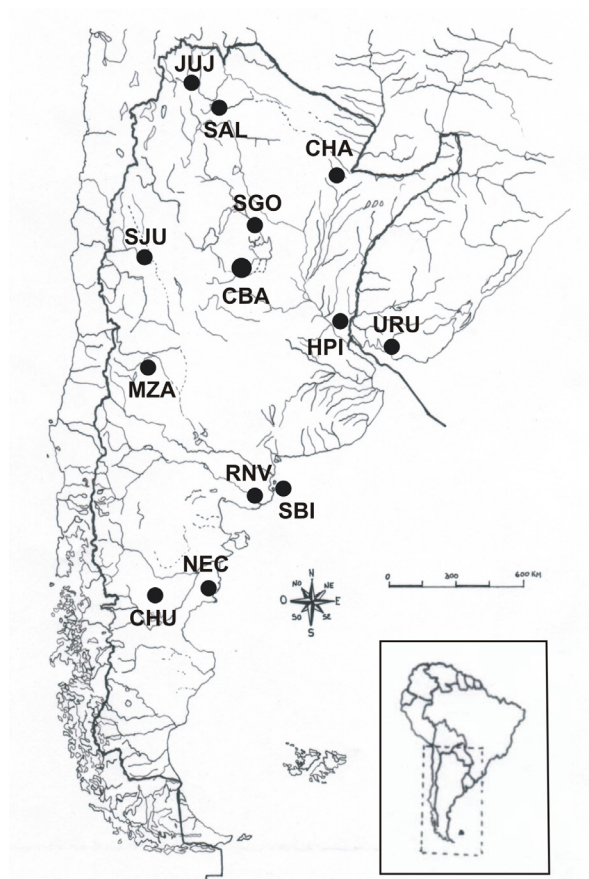 JUJ
SAL
CHA
SGO
SJU
CBA
HPI
URU
MZA
RNV
SBI
NEC
CHU
N
NO NE
O E
SO SE
S
0 300 600 KM